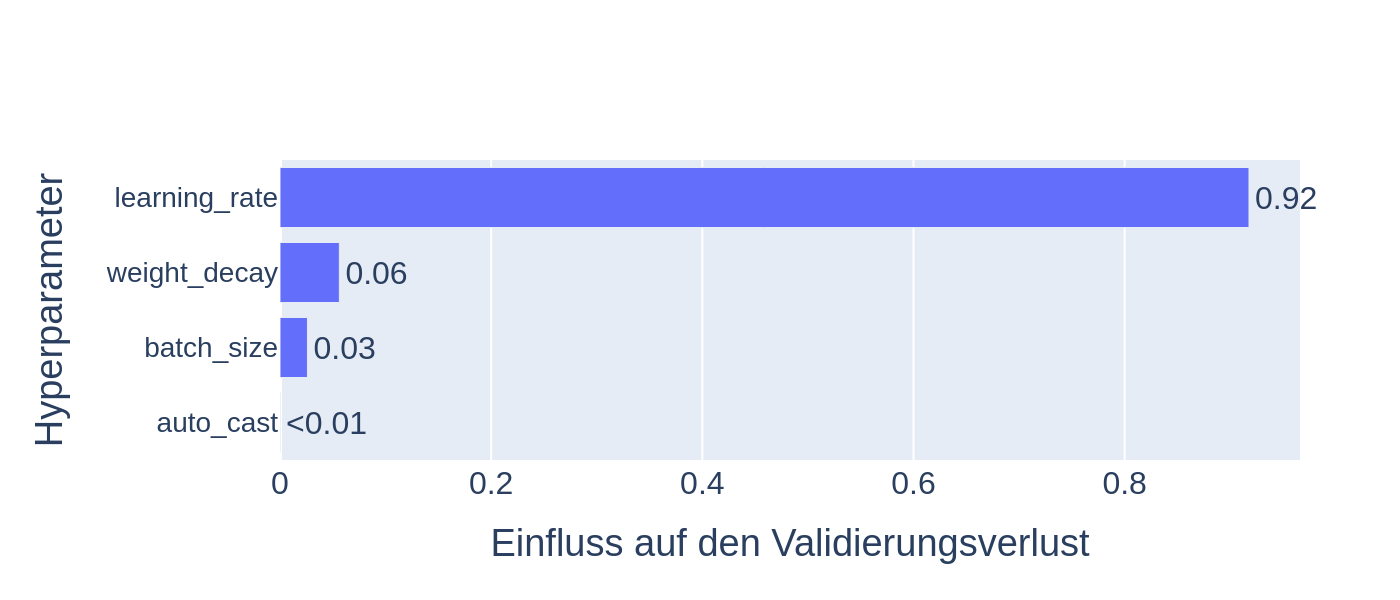 Hyperparameter
learning_rate 0.92
weight_decay 0.06
batch_size 0.03
auto_cast <0.01
0 0.2 0.4 0.6 0.8
Einfluss auf den Validierungsverlust